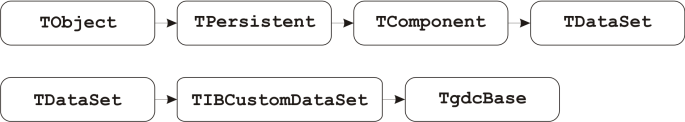 TObject TPersistent TComponent TDataSet
TDataSet TIBCustomDataSet TgdcBase